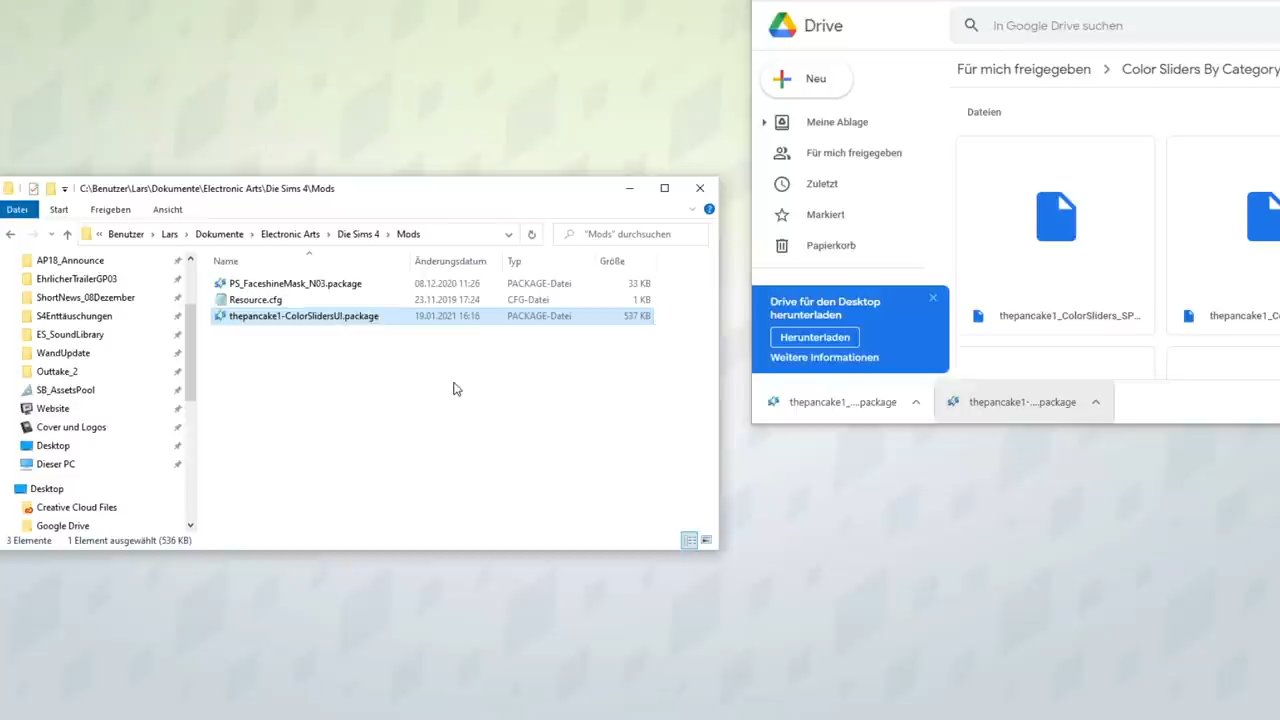 C:\Benutzer\Lars\Dokumente\Electronic Arts\Die Sims 4\Mods
Datei Start Freigeben Ansicht
« Benutzer > Lars > Dokumente > Electronic Arts > Die Sims 4 > Mods
"Mods" durchsuchen
AP18_Announce
EhrlicherTrailerGP03
ShortNews_08Dezember
S4Enttäuschungen
ES_SoundLibrary
WandUpdate
Outtake_2
SB_AssetsPool
Website
Cover und Logos
Desktop
Dieser PC
Desktop
Creative Cloud Files
Google Drive
Name Änderungsdatum Typ Größe
PS_FaceshineMask_N03.package 08.12.2020 11:26 PACKAGE-Datei 33 KB
Resource.cfg 23.11.2019 17:24 CFG-Datei 1 KB
thepancake1-ColorSlidersUI.package 19.01.2021 16:16 PACKAGE-Datei 537 KB
3 Elemente 1 Element ausgewählt (536 KB)
Drive
In Google Drive suchen
Neu
Meine Ablage
Für mich freigegeben
Zuletzt
Markiert
Papierkorb
Drive für den Desktop
herunterladen
Herunterladen
Weitere Informationen
Für mich freigegeben > Color Sliders By Category
Dateien
thepancake1_ColorSliders_SP...
thepancake1_Co
thepancake1_....package
thepancake1-....package